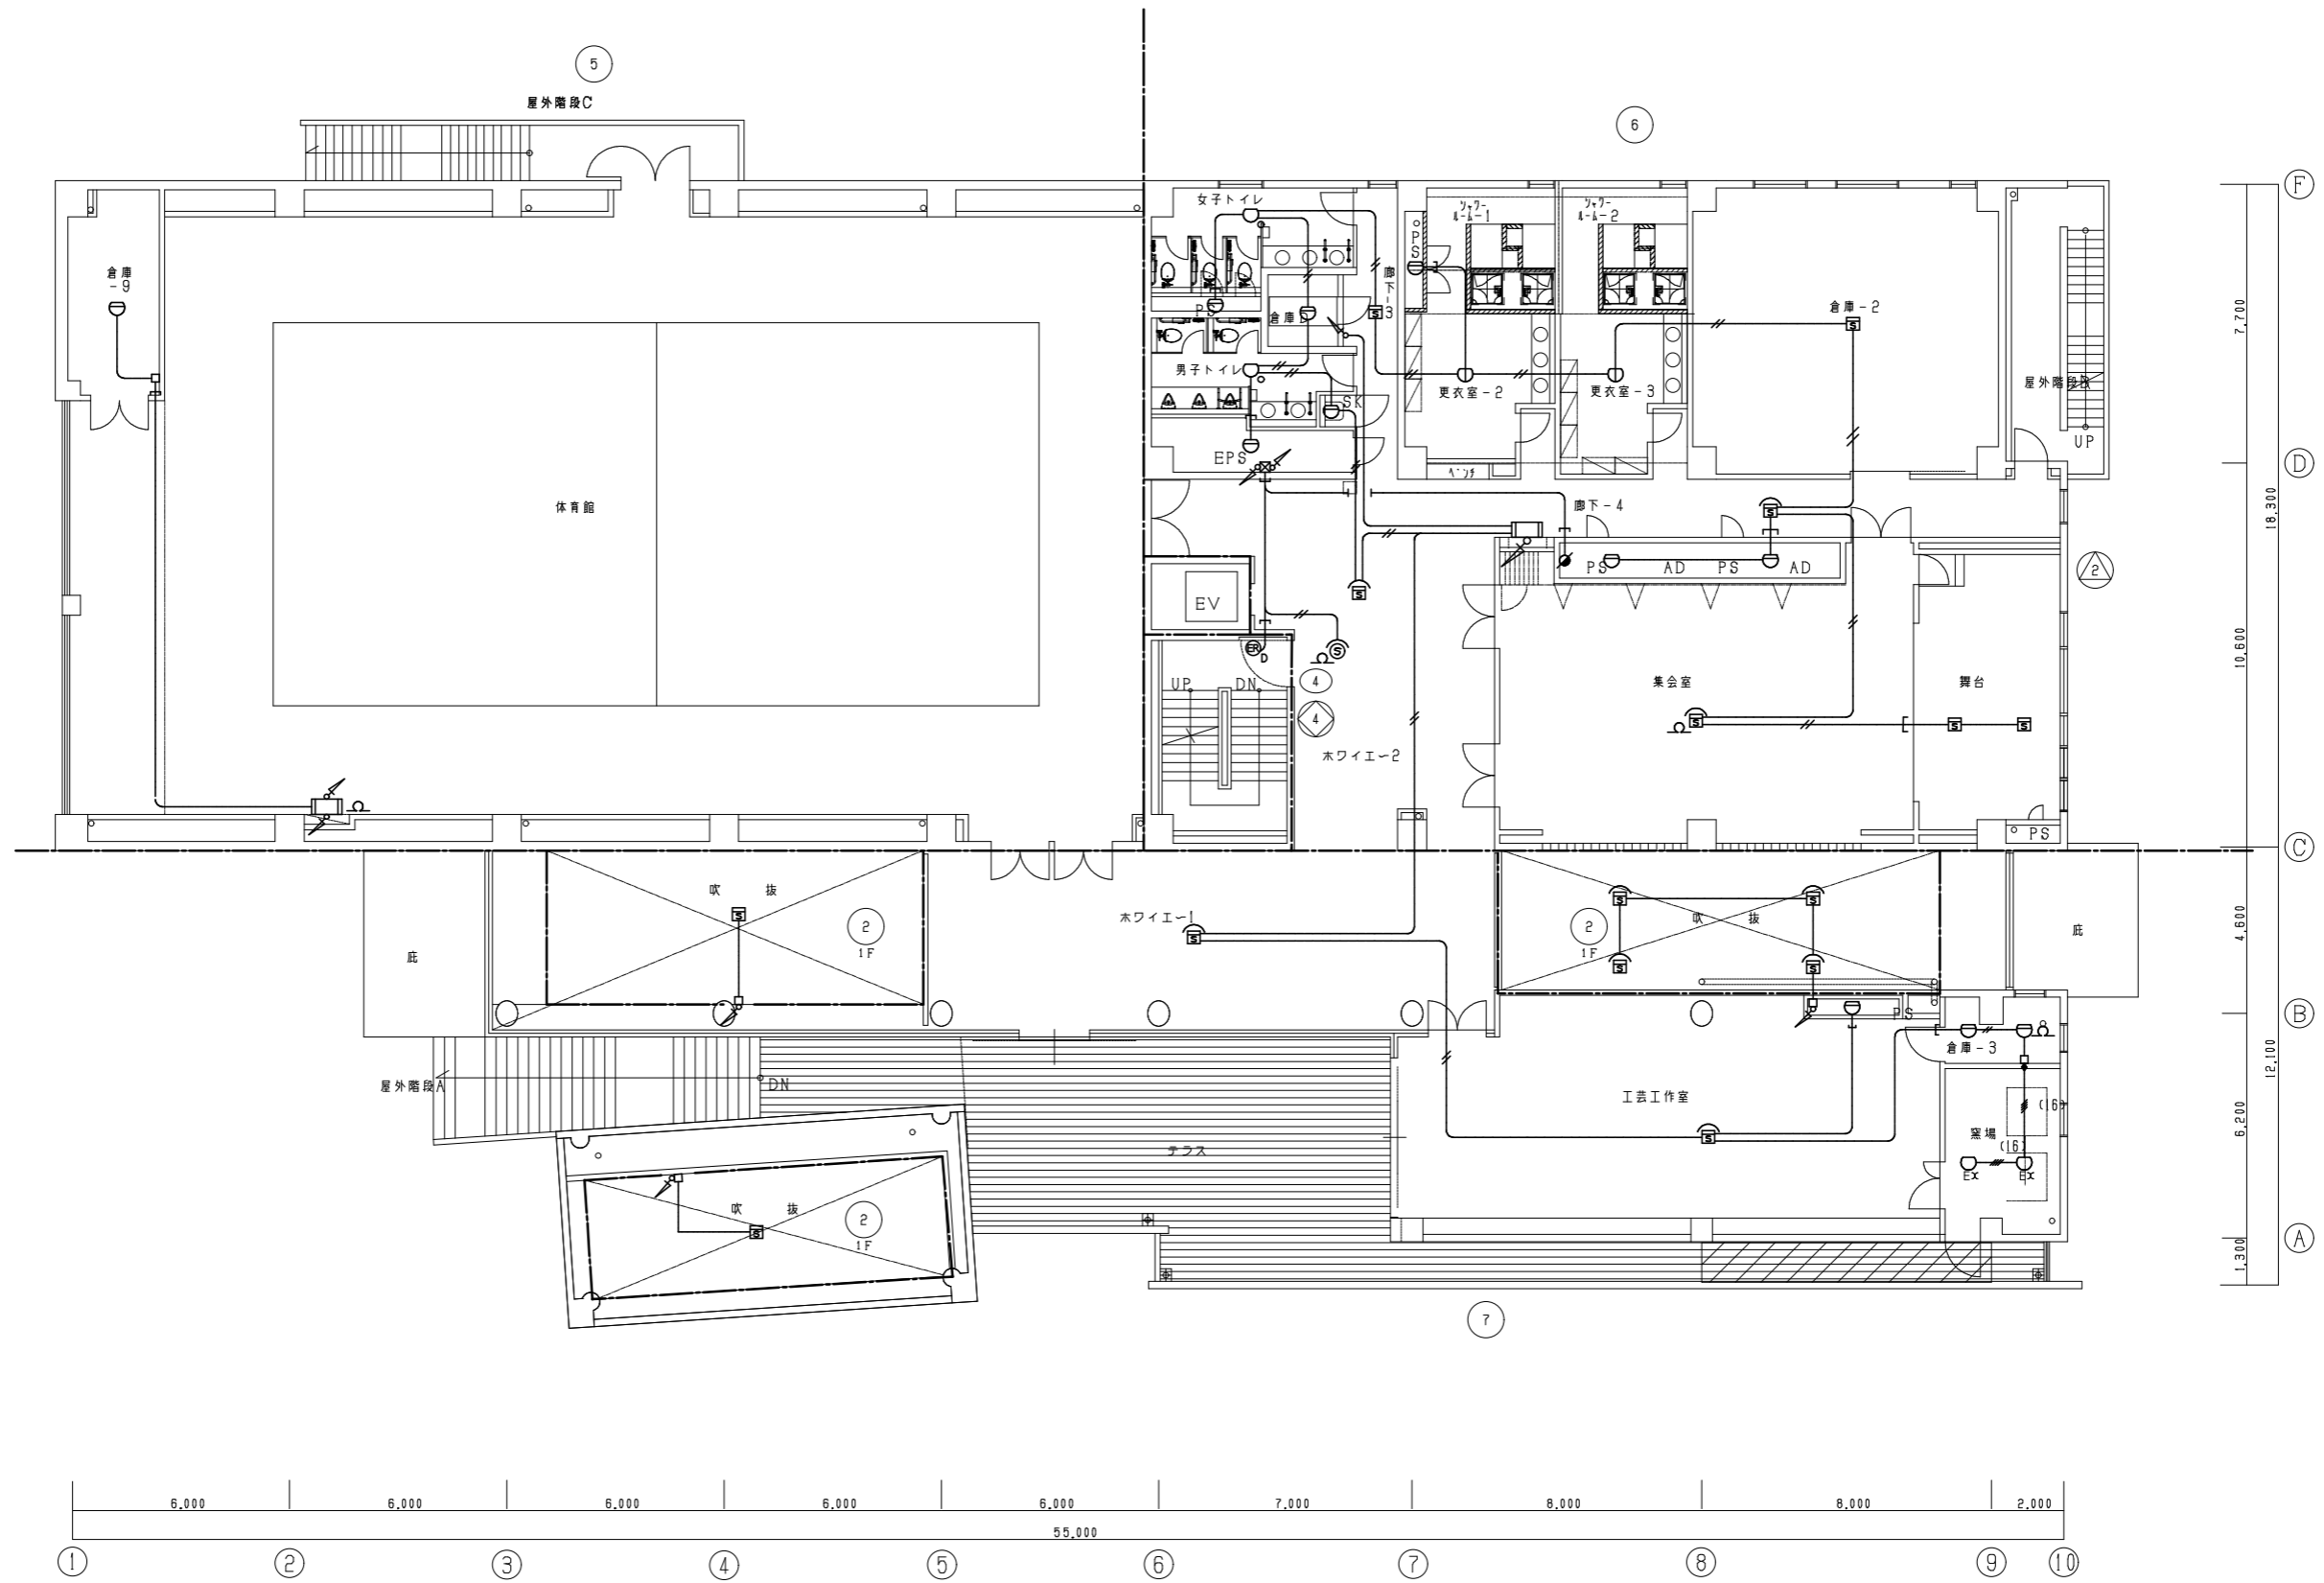 5
屋外階段C
6
F
女子トイレ
シャワー
ルーム-1
シャワー
ルーム-2
PS
倉庫
-9
廊下-3
倉庫-2
7,700
PS
倉庫D
男子トイレ
更衣室-2
更衣室-3
屋外階段B
SK
UP
EPS
ベンチ
D
体育館
廊下-4
18,300
PS
AD
PS
AD
2
EV
ER
D
10,600
UP
DN
4
集会室
舞台
4
ホワイエ-2
PS
C
吹抜
2
1F
ホワイエ-1
2
1F
吹抜
4,600
庇
庇
PS
B
倉庫-3
屋外階段A
DN
工芸工作室
12,100
(16)
6,200
テラス
窯場
(16)
Ex
Ex
吹抜
2
1F
A
1,300
7
6,000
6,000
6,000
6,000
6,000
7,000
8,000
8,000
2,000
55,000
1
2
3
4
5
6
7
8
9
10